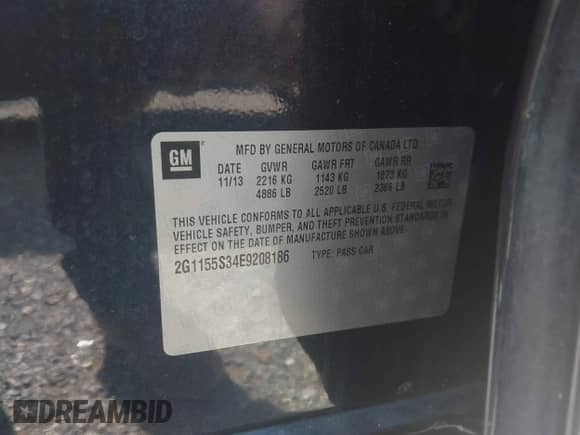 GM
MFD BY GENERAL MOTORS OF CANADA LTD
DATE GVWR GAWR FRT GAWR RR
11/13 2216 KG 1143 KG 1073 KG
4886 LB 2520 LB 2366 LB
THIS VEHICLE CONFORMS TO ALL APPLICABLE U.S. FEDERAL MOTOR
VEHICLE SAFETY, BUMPER, AND THEFT PREVENTION STANDARDS IN
EFFECT ON THE DATE OF MANUFACTURE SHOWN ABOVE.
2G1155S34E9208186 TYPE: PASS CAR
DREAMBID